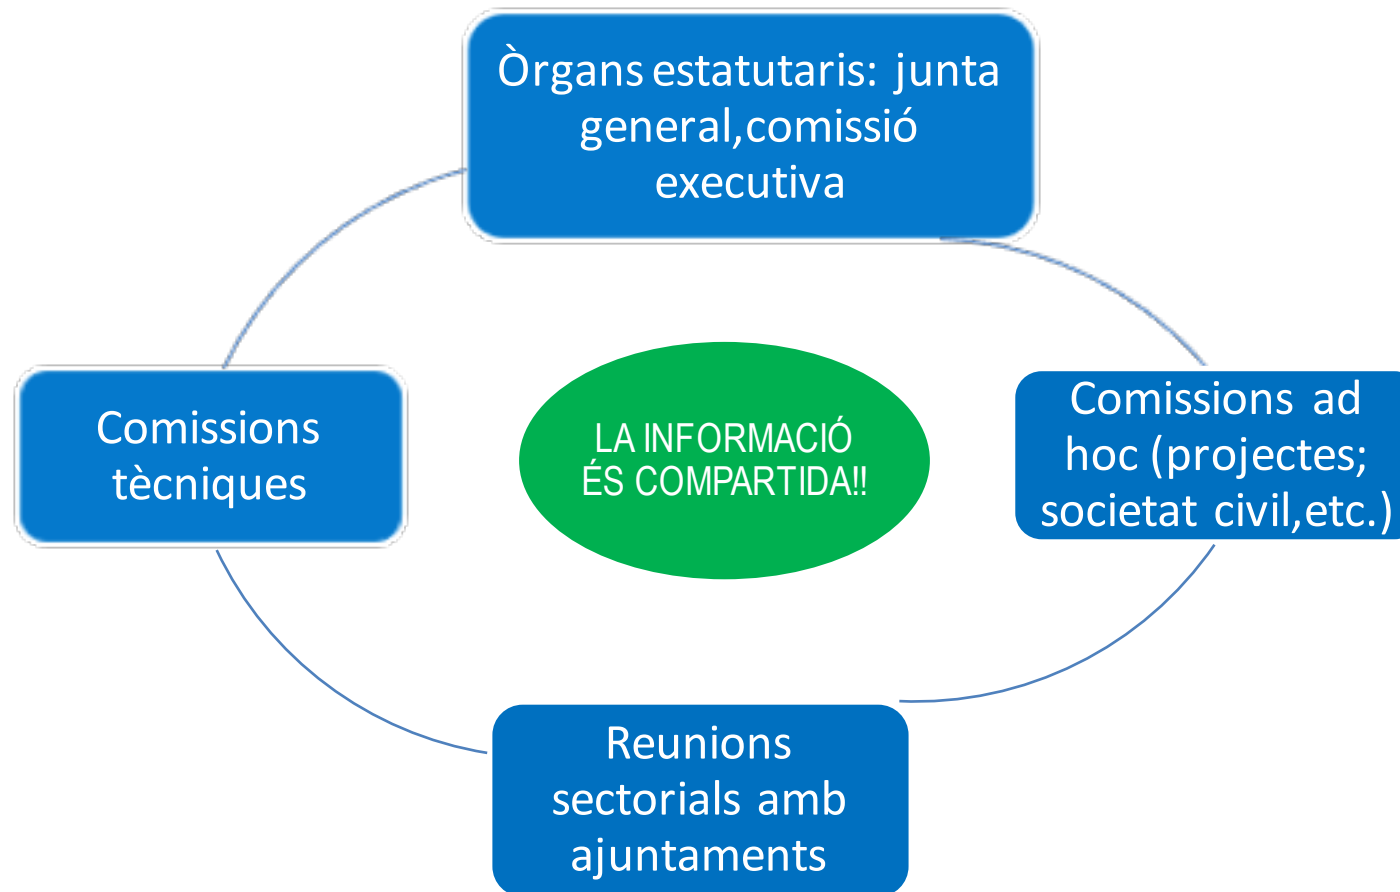 Òrgans estatutaris: junta
general,comissió
executiva
Comissions
tècniques
LA INFORMACIÓ
ÉS COMPARTIDA!!
Comissions ad
hoc (projectes;
societat civil,etc.)
Reunions
sectorials amb
ajuntaments